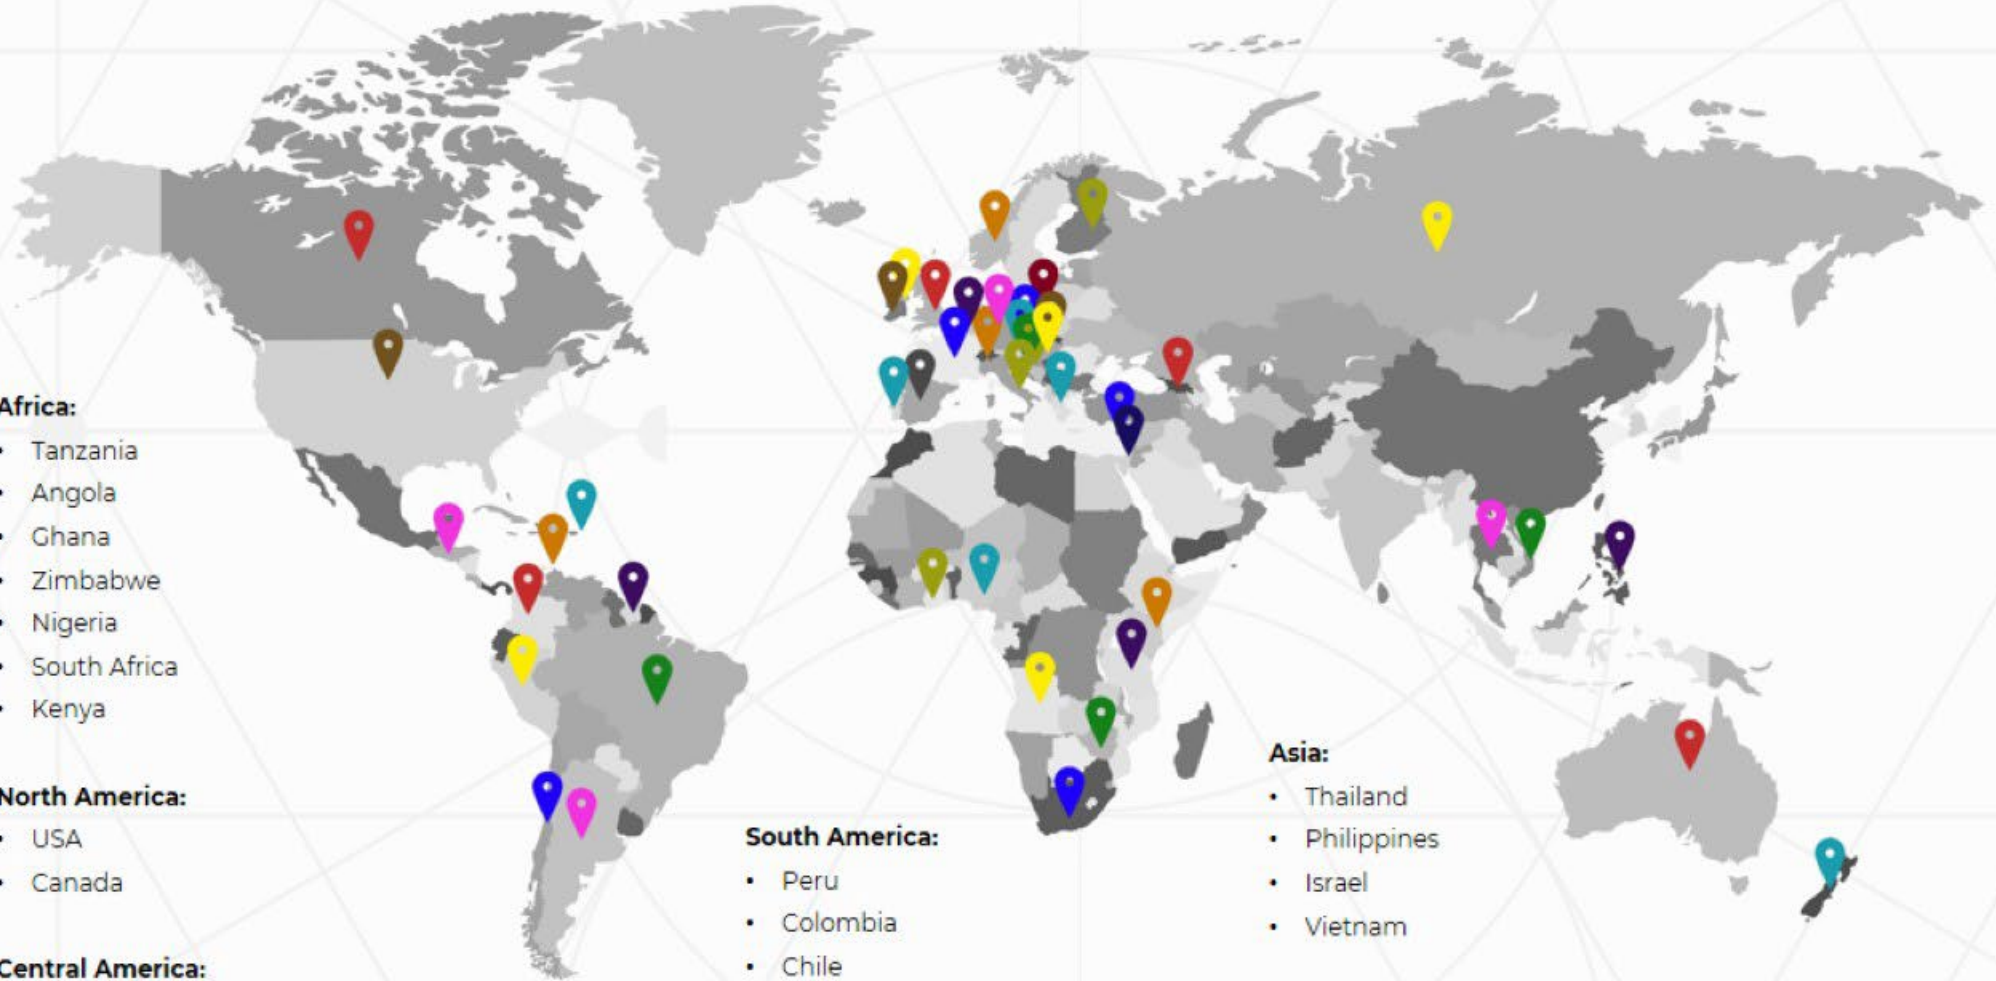 Africa:
• Tanzania
• Angola
• Ghana
• Zimbabwe
• Nigeria
• South Africa
• Kenya
North America:
• USA
• Canada
Central America:
South America:
• Peru
• Colombia
• Chile
Asia:
• Thailand
• Philippines
• Israel
• Vietnam